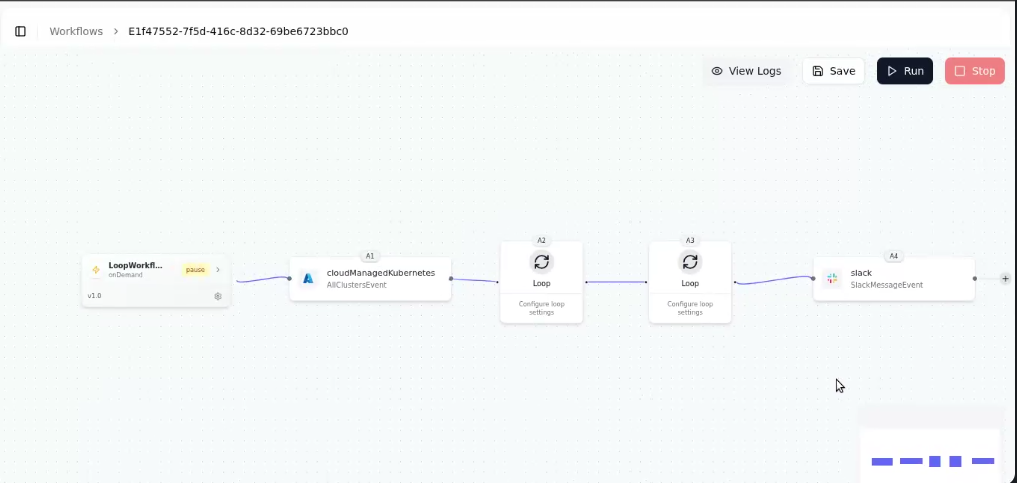 Workflows > E1f47552-7f5d-416c-8d32-69be6723bbc0
View Logs Save Run Stop
LoopWorkfl...
onDemand
pause
v1.0
A1
cloudManagedKubernetes
AllClustersEvent
A2
Loop
Configure loop
settings
A3
Loop
Configure loop
settings
A4
slack
SlackMessageEvent